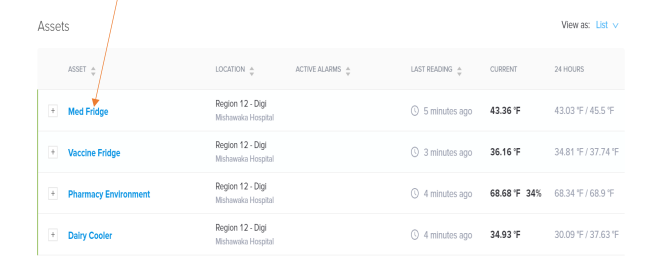 Assets
View as: List
ASSET LOCATION ACTIVE ALARMS LAST READING CURRENT 24 HOURS
Med Fridge Region 12 - Digi 5 minutes ago 43.36 °F 43.03 °F / 45.5 °F
Mishawaka Hospital
Vaccine Fridge Region 12 - Digi 3 minutes ago 36.16 °F 34.81 °F / 37.74 °F
Mishawaka Hospital
Pharmacy Environment Region 12 - Digi 4 minutes ago 68.68 °F 34% 68.34 °F / 68.9 °F
Mishawaka Hospital
Dairy Cooler Region 12 - Digi 4 minutes ago 34.93 °F 30.09 °F / 37.63 °F
Mishawaka Hospital